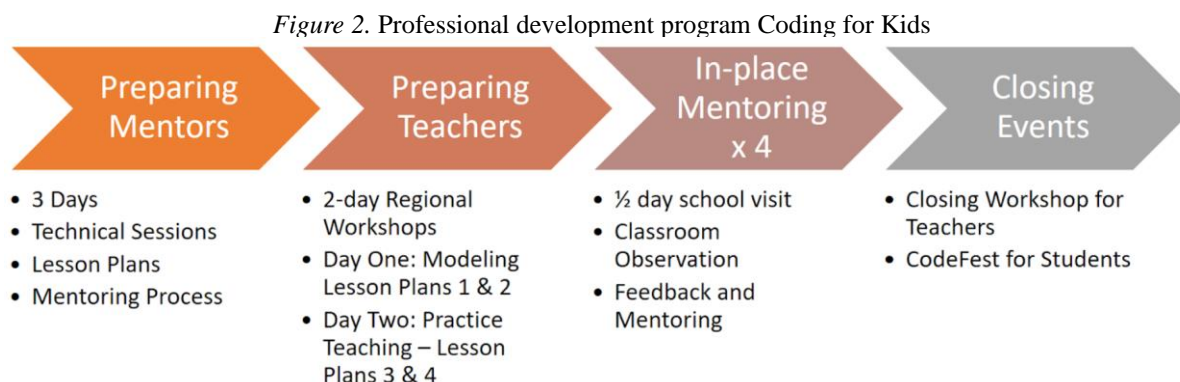 Figure 2. Professional development program Coding for Kids
Preparing
Mentors
• 3 Days
• Technical Sessions
• Lesson Plans
• Mentoring Process
Preparing
Teachers
• 2-day Regional
Workshops
• Day One: Modeling
Lesson Plans 1 & 2
• Day Two: Practice
Teaching – Lesson
Plans 3 & 4
In-place
Mentoring
x 4
• ½ day school visit
• Classroom
Observation
• Feedback and
Mentoring
Closing
Events
• Closing Workshop for
Teachers
• CodeFest for Students